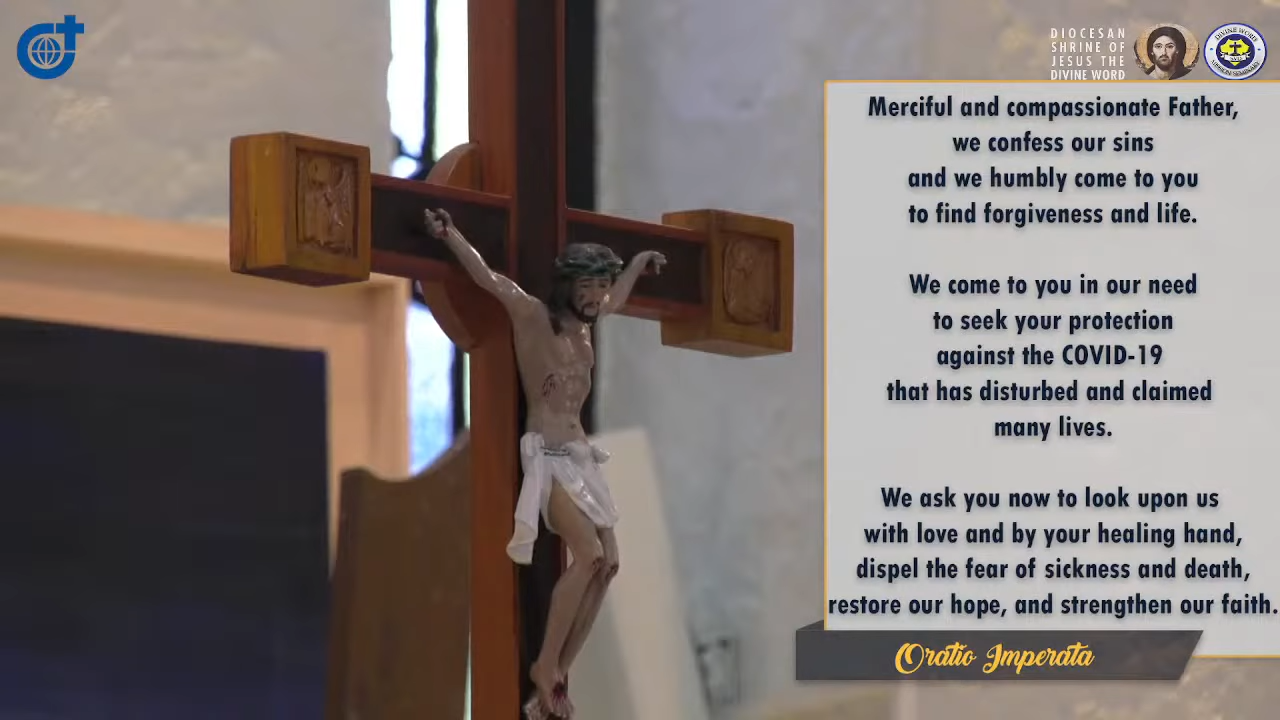 DIOCESAN
SHRINE OF
JESUS THE
DIVINE WORD
DIVINE WORD
Merciful and compassionate Father,
we confess our sins
and we humbly come to you
to find forgiveness and life.
We come to you in our need
to seek your protection
against the COVID-19
that has disturbed and claimed
many lives.
We ask you now to look upon us
with love and by your healing hand,
dispel the fear of sickness and death,
restore our hope, and strengthen our faith.
Oratio Imperata